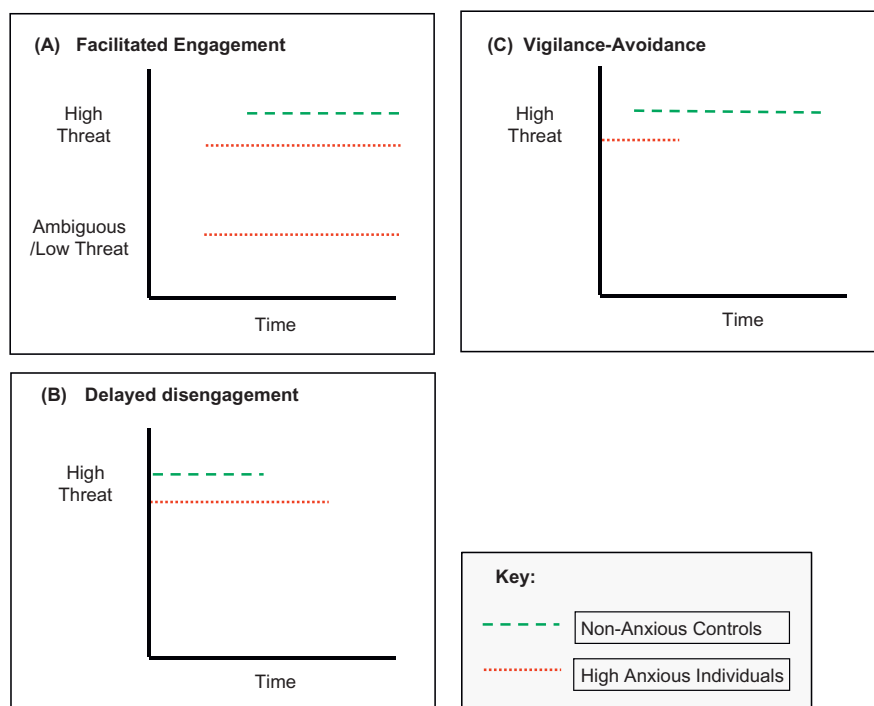 (A) Facilitated Engagement
High
Threat
Ambiguous
/Low Threat
Time
(C) Vigilance-Avoidance
High
Threat
Time
(B) Delayed disengagement
High
Threat
Time
Key:
Non-Anxious Controls
High Anxious Individuals